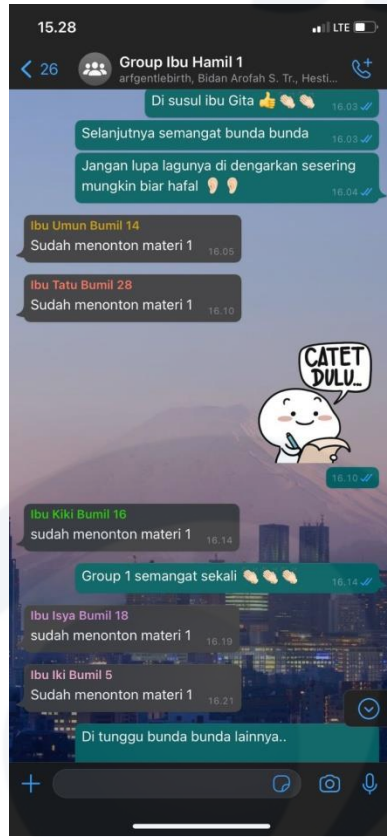 15.28
LTE
26
Group Ibu Hamil 1
arfgentlebirth, Bidan Arofah S. Tr., Hesti...
Di susul ibu Gita 👍🏻 👏🏻 👏🏻 16.03
Selanjutnya semangat bunda bunda 16.03
Jangan lupa lagunya di dengarkan sesering
mungkin biar hafal 👂🏻 👂🏻 16.04
Ibu Umun Bumil 14
Sudah menonton materi 1 16.05
Ibu Tatu Bumil 28
Sudah menonton materi 1 16.10
CATET
DULU...
16.10
Ibu Kiki Bumil 16
sudah menonton materi 1 16.14
Group 1 semangat sekali 👏🏻 👏🏻 👏🏻 16.14
Ibu Isya Bumil 18
sudah menonton materi 1 16.19
Ibu Iki Bumil 5
Sudah menonton materi 1 16.21
Di tunggu bunda bunda lainnya..